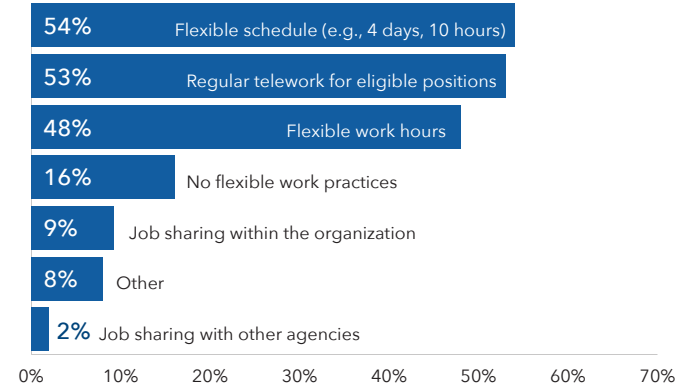 54% Flexible schedule (e.g., 4 days, 10 hours)
53% Regular telework for eligible positions
48% Flexible work hours
16% No flexible work practices
9% Job sharing within the organization
8% Other
2% Job sharing with other agencies
0% 10% 20% 30% 40% 50% 60% 70%